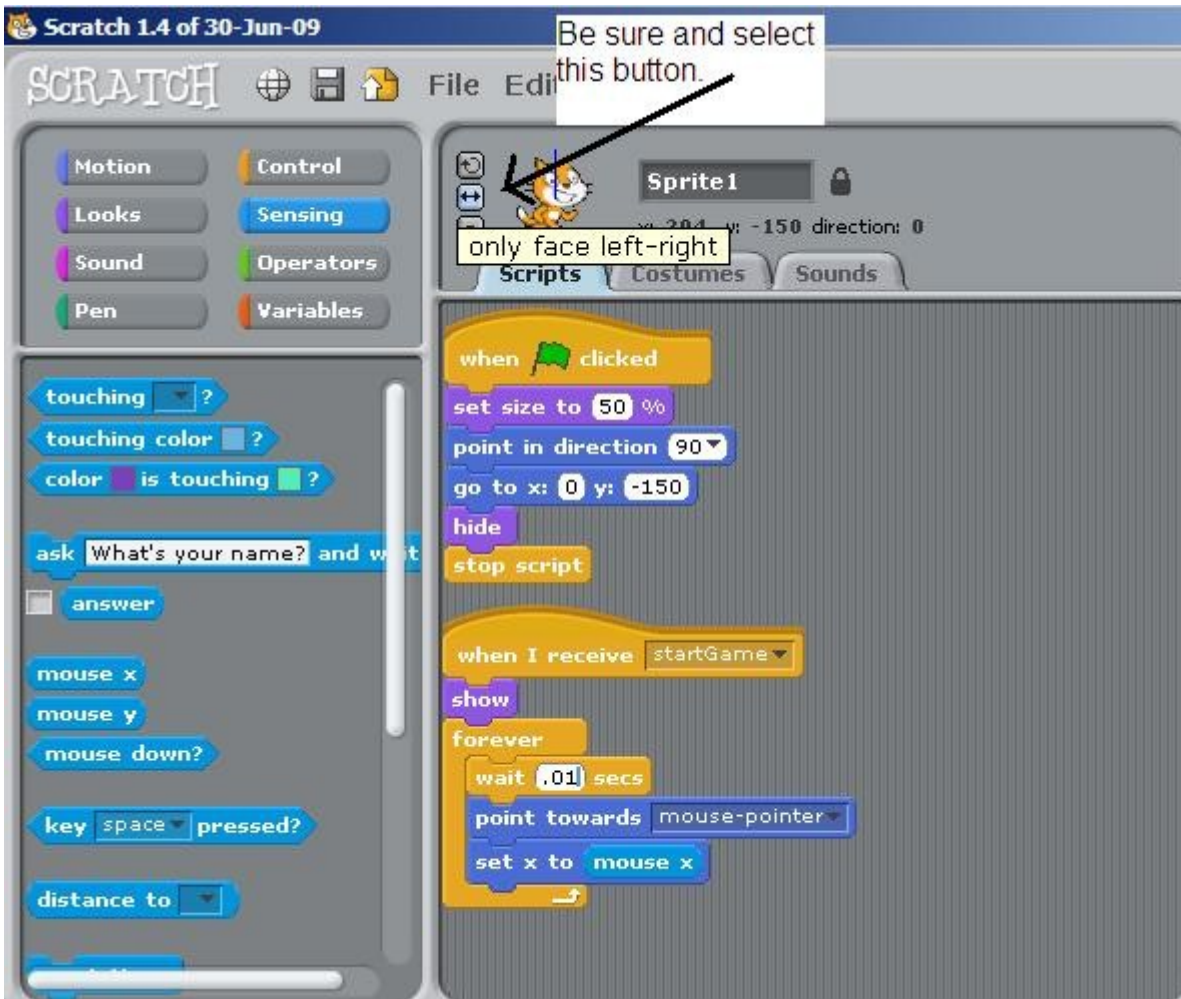 Scratch 1.4 of 30-Jun-09
Be sure and select
this button.
SCRATCH
File Edi
Motion
Control
Looks
Sensing
Sound
Operators
Pen
Variables
Sprite1
-150 direction: 0
only face left-right
Scripts
Costumes
Sounds
touching ?
touching color ?
color is touching ?
ask What's your name? and w it
answer
mouse x
mouse y
mouse down?
key space pressed?
distance to
when clicked
set size to 50 %
point in direction 90
go to x: 0 y: -150
hide
stop script
when I receive startGame
show
forever
wait .01 secs
point towards mouse-pointer
set x to mouse x